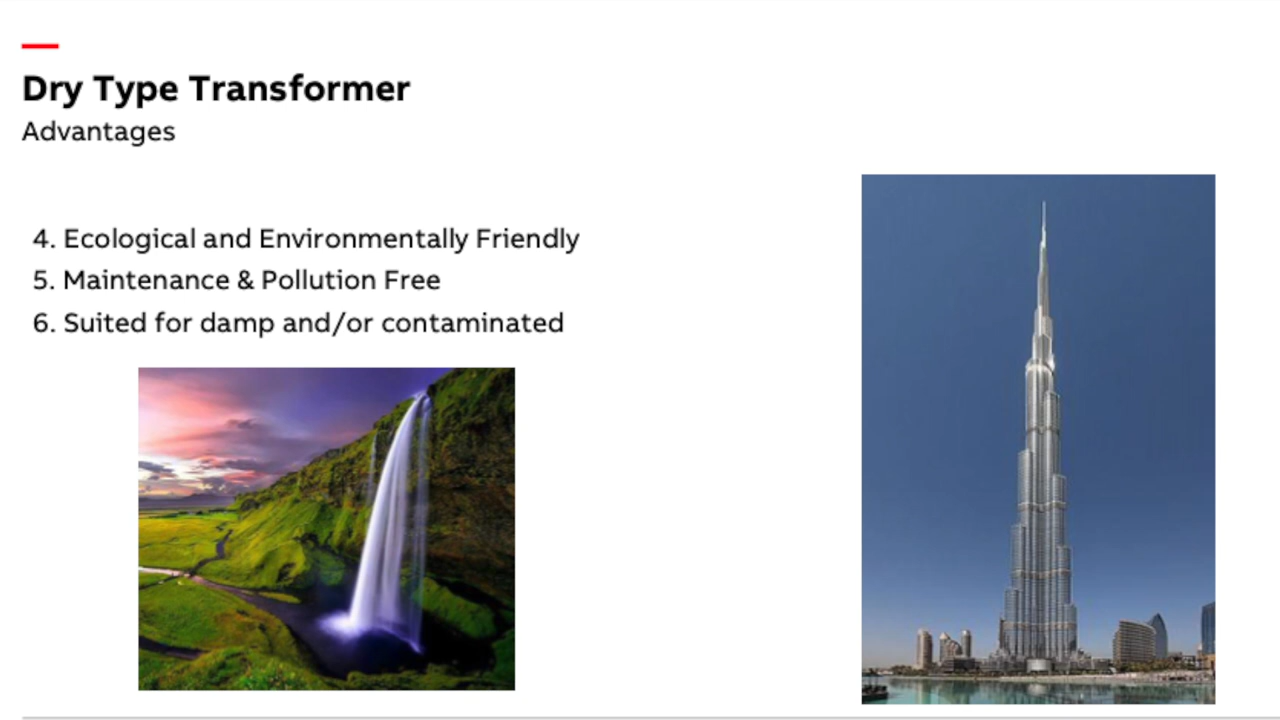 Dry Type Transformer
Advantages
4. Ecological and Environmentally Friendly
5. Maintenance & Pollution Free
6. Suited for damp and/or contaminated